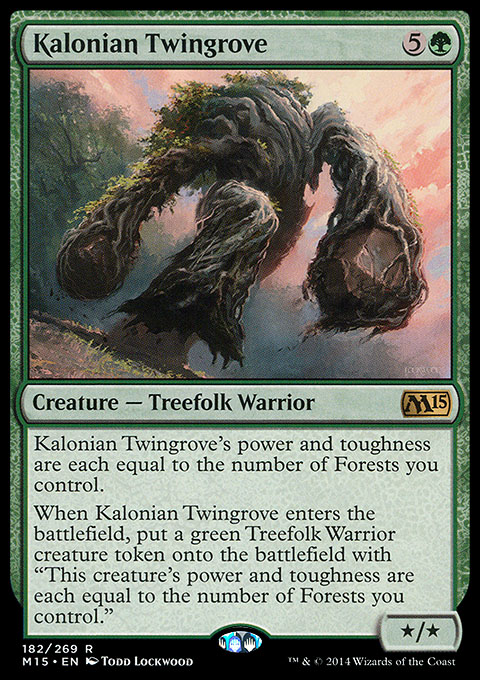 Kalonian Twingrove 5
Creature — Treefolk Warrior M15
Kalonian Twingrove's power and toughness
are each equal to the number of Forests you
control.
When Kalonian Twingrove enters the
battlefield, put a green Treefolk Warrior
creature token onto the battlefield with
“This creature's power and toughness are
each equal to the number of Forests you
control.”
★/★
182/269 R
M15 • EN Todd Lockwood
™ & © 2014 Wizards of the Coast